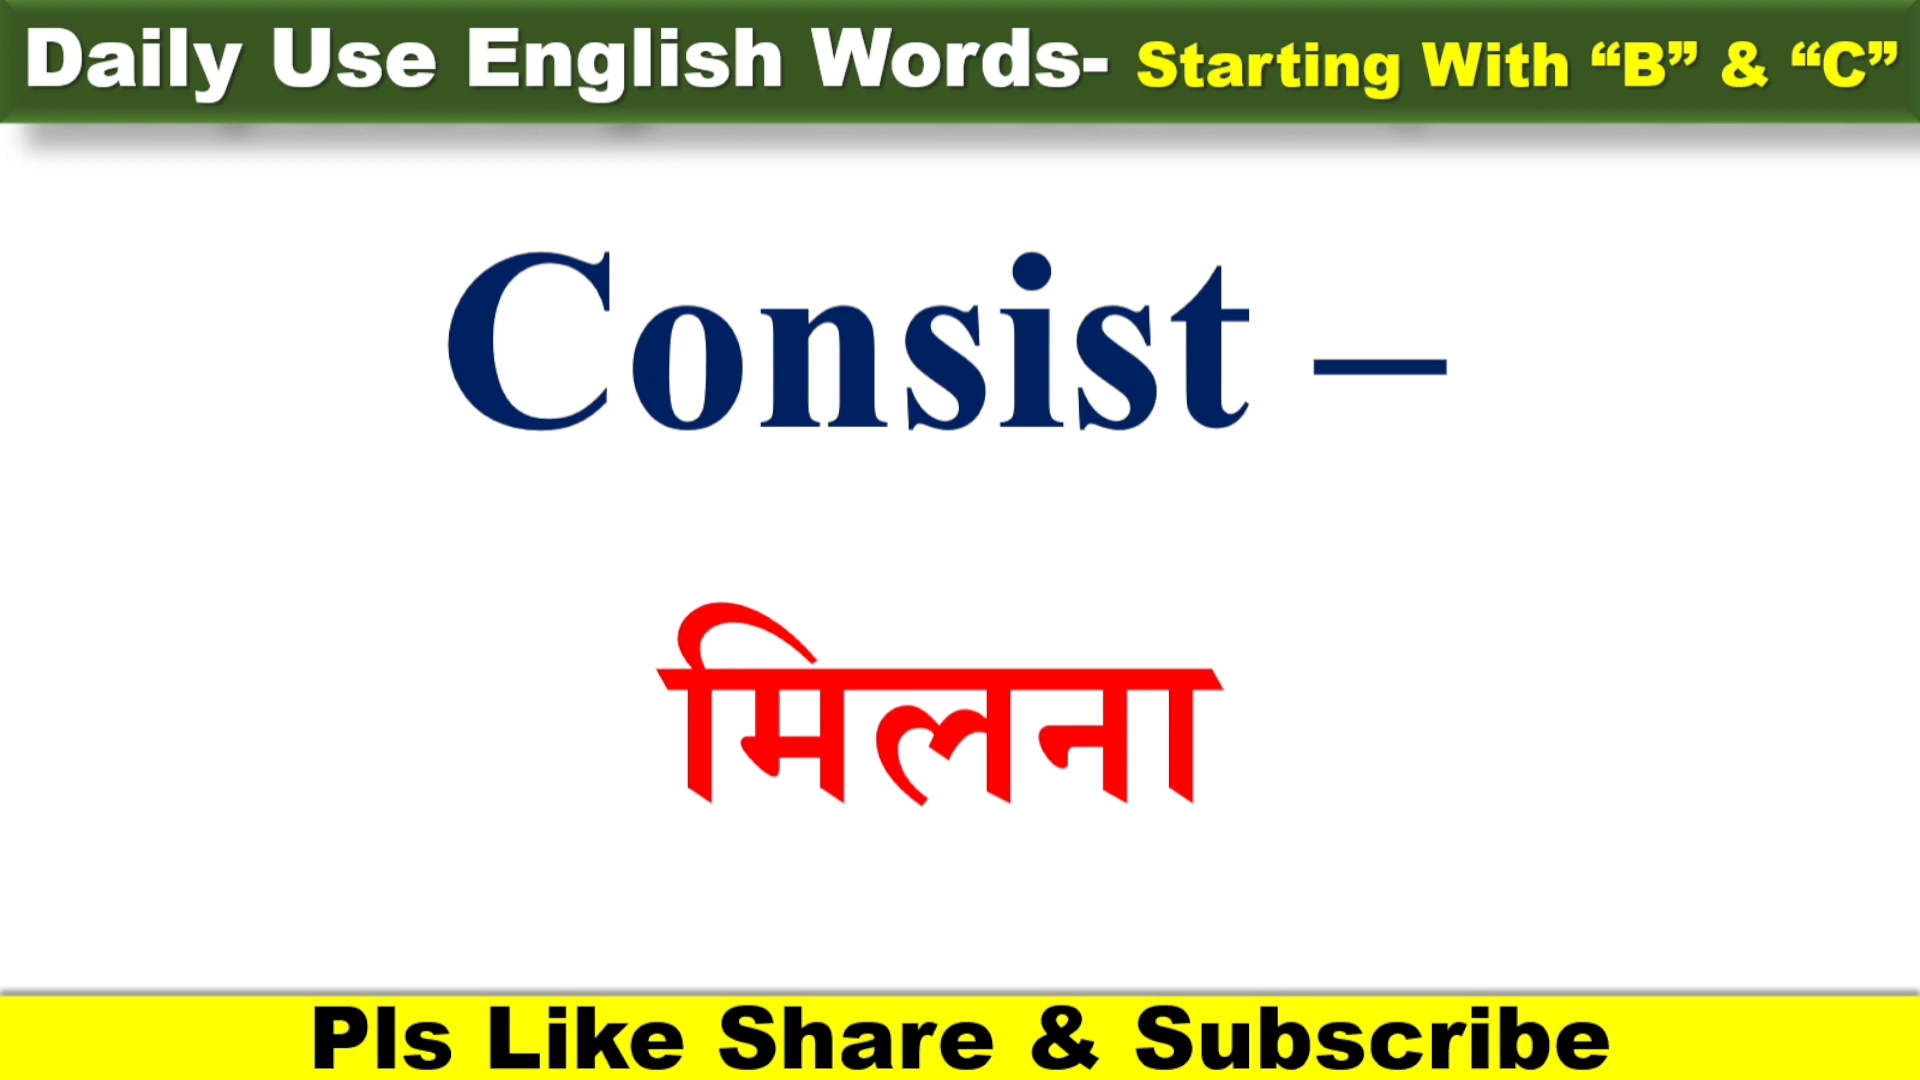 Daily Use English Words- Starting With “B” & “C”
Consist –
मिलना
Pls Like Share & Subscribe